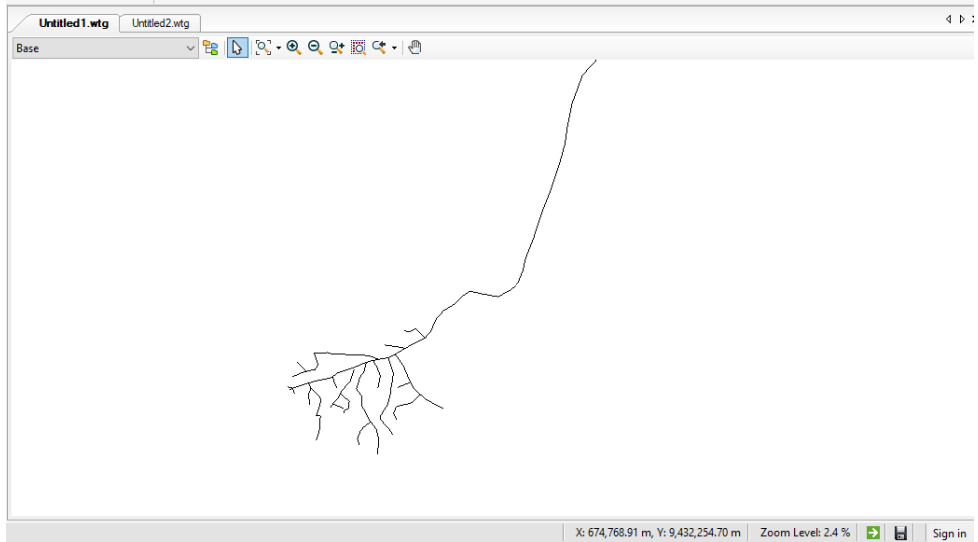 Untitled1.wtg Untitled2.wtg
Base
X: 674,768.91 m, Y: 9,432,254.70 m Zoom Level: 2.4 % Sign in